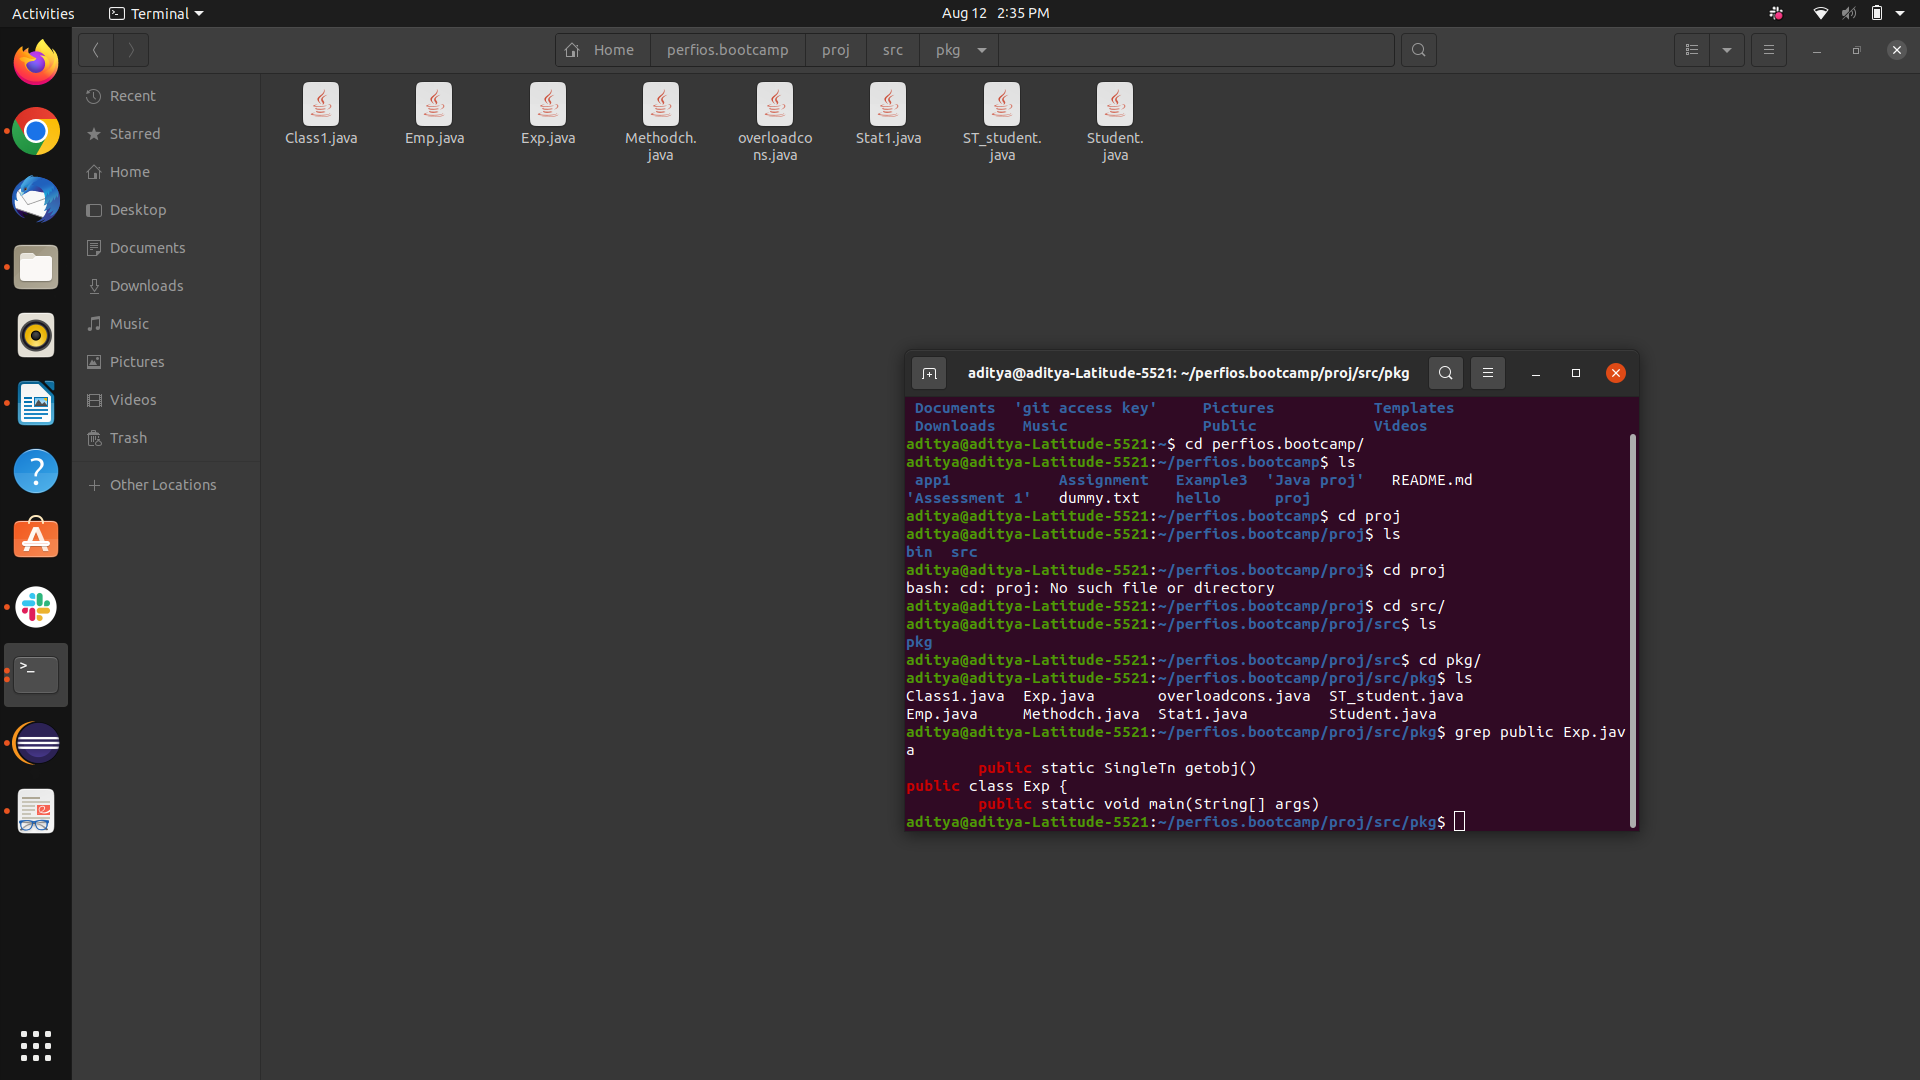 Activities
Terminal
Aug 12 2:35 PM
Home
perfios.bootcamp
proj
src
pkg
Recent
Starred
Home
Desktop
Documents
Downloads
Music
Pictures
Videos
Trash
Other Locations
Class1.java
Emp.java
Exp.java
Methodch.
java
overloadco
ns.java
Stat1.java
ST_student.
java
Student.
java
aditya@aditya-Latitude-5521: ~/perfios.bootcamp/proj/src/pkg
Documents 'git access key' Pictures Templates
Downloads Music Public Videos
aditya@aditya-Latitude-5521:~$ cd perfios.bootcamp/
aditya@aditya-Latitude-5521:~/perfios.bootcamp$ ls
app1 Assignment Example3 'Java proj' README.md
'Assessment 1' dummy.txt hello proj
aditya@aditya-Latitude-5521:~/perfios.bootcamp$ cd proj
aditya@aditya-Latitude-5521:~/perfios.bootcamp/proj$ ls
bin src
aditya@aditya-Latitude-5521:~/perfios.bootcamp/proj$ cd proj
bash: cd: proj: No such file or directory
aditya@aditya-Latitude-5521:~/perfios.bootcamp/proj$ cd src/
aditya@aditya-Latitude-5521:~/perfios.bootcamp/proj/src$ ls
pkg
aditya@aditya-Latitude-5521:~/perfios.bootcamp/proj/src$ cd pkg/
aditya@aditya-Latitude-5521:~/perfios.bootcamp/proj/src/pkg$ ls
Class1.java Exp.java overloadcons.java ST_student.java
Emp.java Methodch.java Stat1.java Student.java
aditya@aditya-Latitude-5521:~/perfios.bootcamp/proj/src/pkg$ grep public Exp.jav
a
public static SingleTn getobj()
public class Exp {
public static void main(String[] args)
aditya@aditya-Latitude-5521:~/perfios.bootcamp/proj/src/pkg$